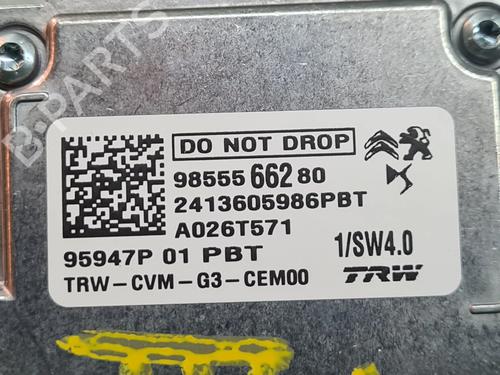 DO NOT DROP
98555 662 80
2413605986PBT
A026T571
95947P 01 PBT
1/SW4.0
TRW-CVM-G3-CEM00
TRW
B-PARTS